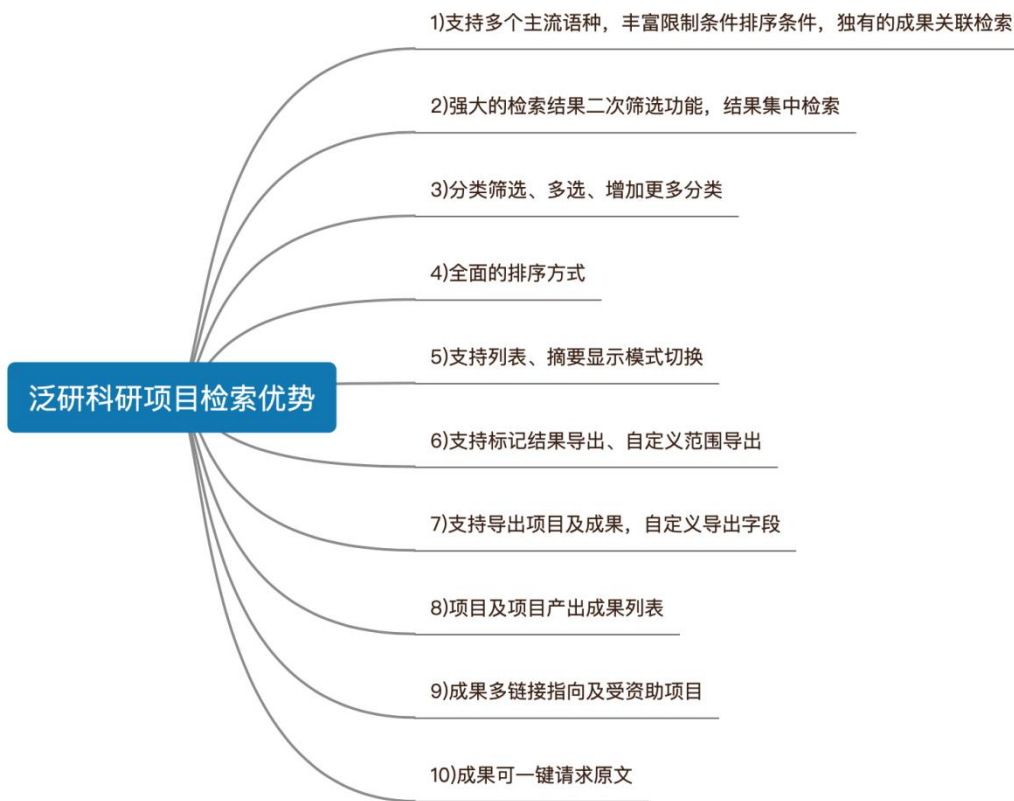 1)支持多个主流语种，丰富限制条件排序条件，独有的成果关联检索
2)强大的检索结果二次筛选功能，结果集中检索
3)分类筛选、多选、增加更多分类
4)全面的排序方式
5)支持列表、摘要显示模式切换
泛研科研项目检索优势
6)支持标记结果导出、自定义范围导出
7)支持导出项目及成果，自定义导出字段
8)项目及项目产出成果列表
9)成果多链接指向及受资助项目
10)成果可一键请求原文